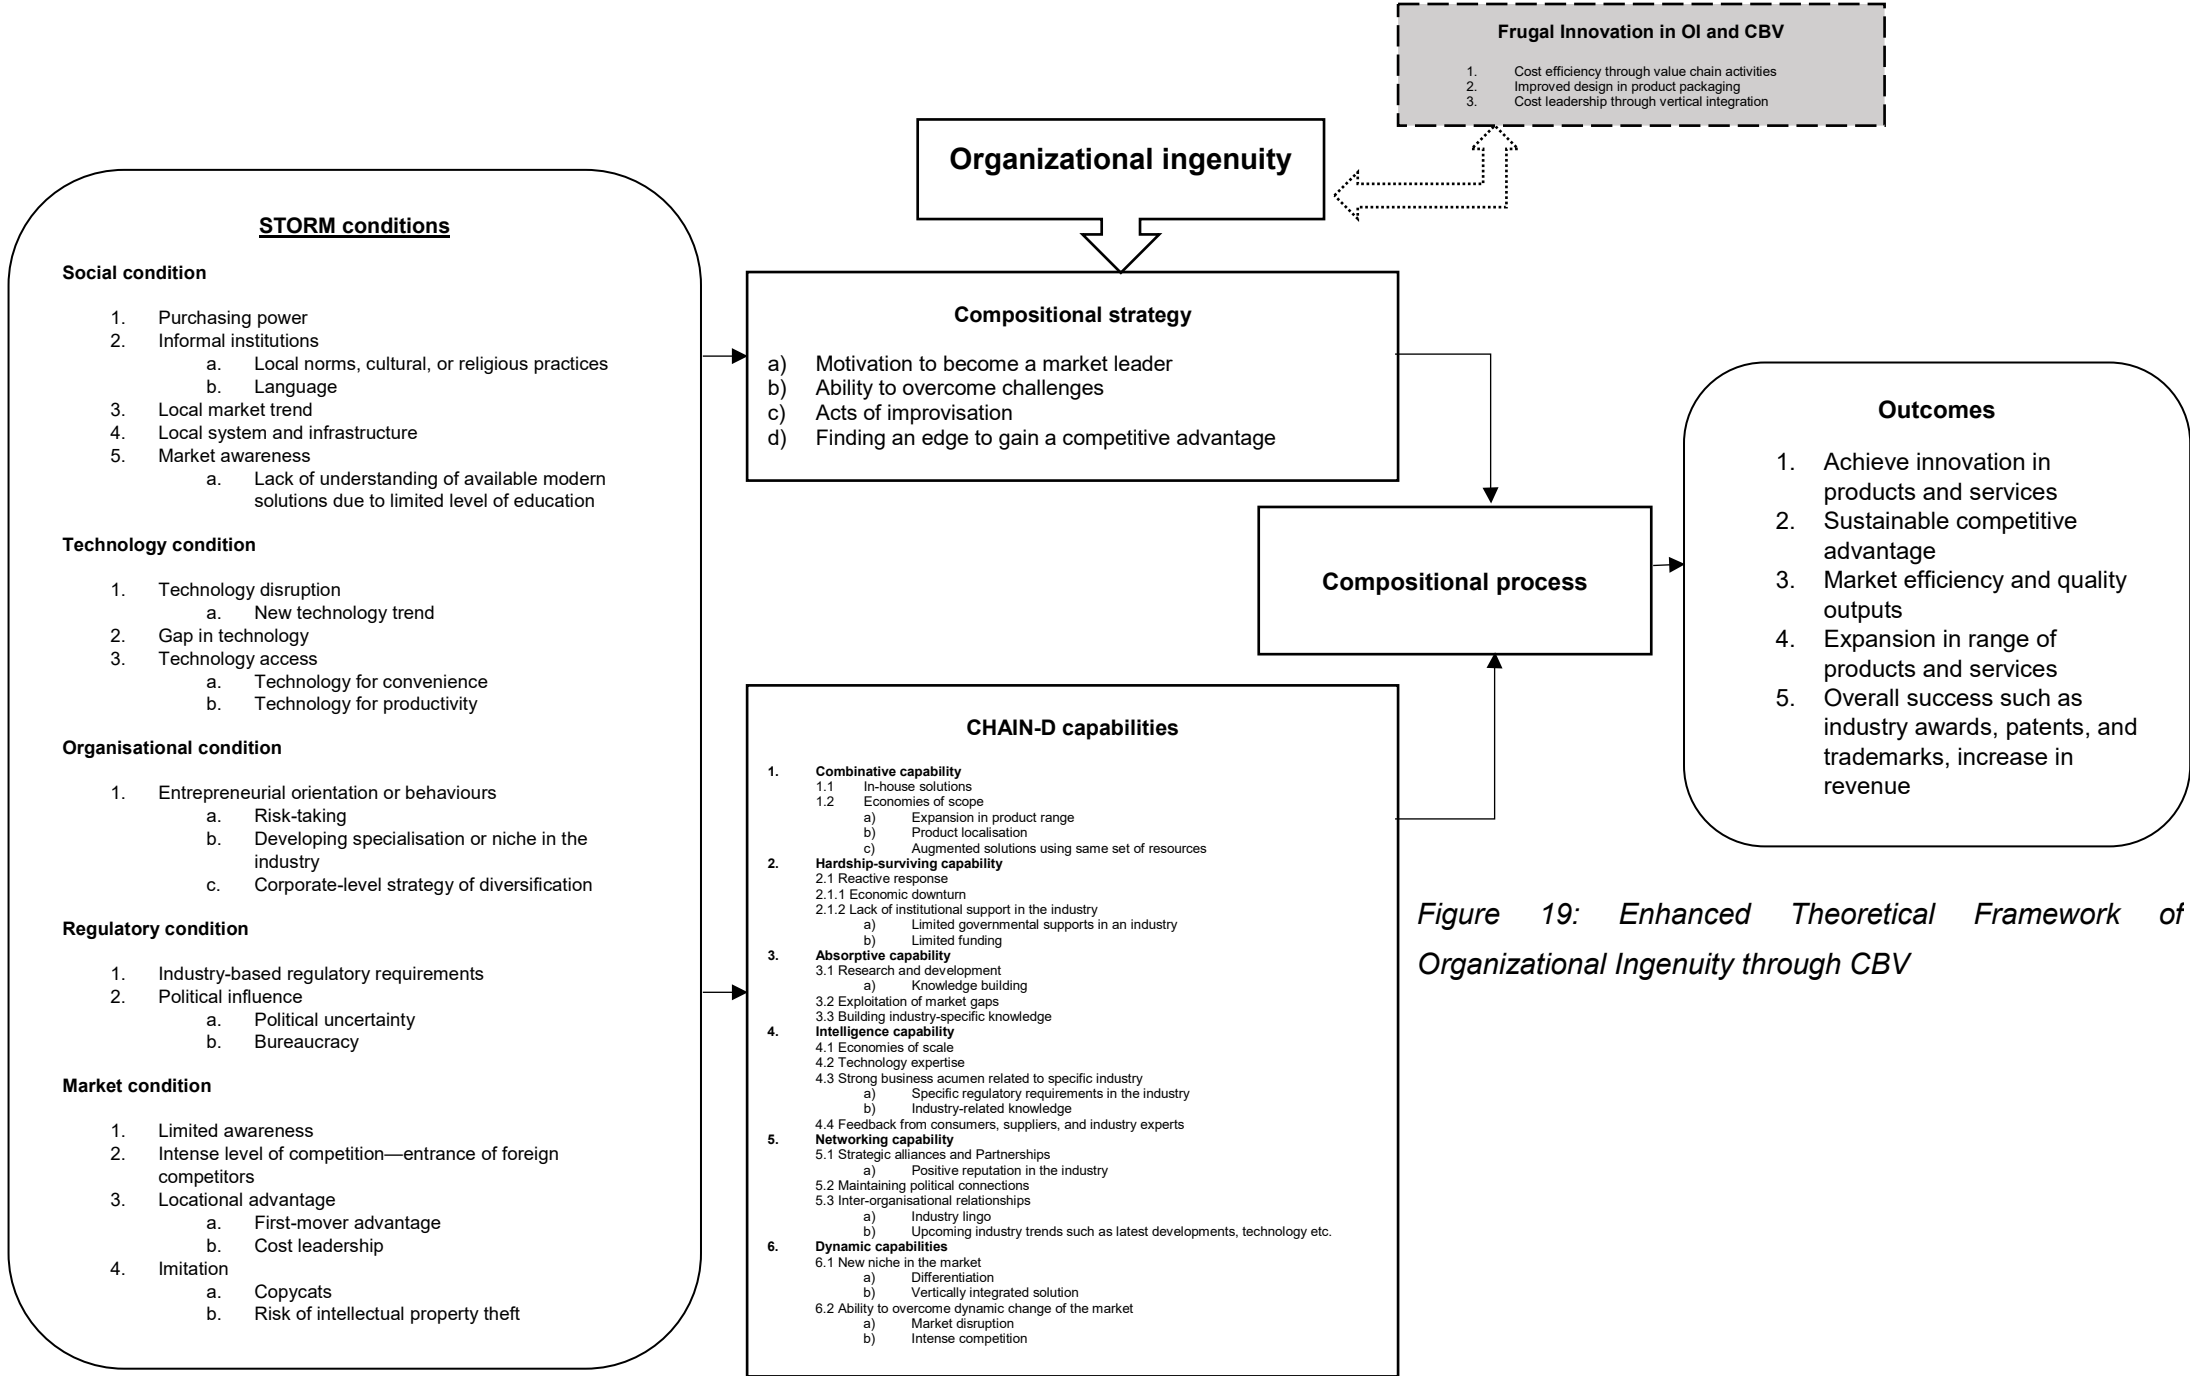 Frugal Innovation in OI and CBV
1. Cost efficiency through value chain activities
2. Improved design in product packaging
3. Cost leadership through vertical integration
Organizational ingenuity
STORM conditions
Social condition
1. Purchasing power
2. Informal institutions
a. Local norms, cultural, or religious practices
b. Language
3. Local market trend
4. Local system and infrastructure
5. Market awareness
a. Lack of understanding of available modern
solutions due to limited level of education
Technology condition
1. Technology disruption
a. New technology trend
2. Gap in technology
3. Technology access
a. Technology for convenience
b. Technology for productivity
Organisational condition
1. Entrepreneurial orientation or behaviours
a. Risk-taking
b. Developing specialisation or niche in the
industry
c. Corporate-level strategy of diversification
Regulatory condition
1. Industry-based regulatory requirements
2. Political influence
a. Political uncertainty
b. Bureaucracy
Market condition
1. Limited awareness
2. Intense level of competition—entrance of foreign
competitors
3. Locational advantage
a. First-mover advantage
b. Cost leadership
4. Imitation
a. Copycats
b. Risk of intellectual property theft
Compositional strategy
a) Motivation to become a market leader
b) Ability to overcome challenges
c) Acts of improvisation
d) Finding an edge to gain a competitive advantage
CHAIN-D capabilities
1. Combinative capability
1.1 In-house solutions
1.2 Economies of scope
a) Expansion in product range
b) Product localisation
c) Augmented solutions using same set of resources
2. Hardship-surviving capability
2.1 Reactive response
2.1.1 Economic downturn
2.1.2 Lack of institutional support in the industry
a) Limited governmental supports in an industry
b) Limited funding
3. Absorptive capability
3.1 Research and development
a) Knowledge building
3.2 Exploitation of market gaps
3.3 Building industry-specific knowledge
4. Intelligence capability
4.1 Economies of scale
4.2 Technology expertise
4.3 Strong business acumen related to specific industry
a) Specific regulatory requirements in the industry
b) Industry-related knowledge
4.4 Feedback from consumers, suppliers, and industry experts
5. Networking capability
5.1 Strategic alliances and Partnerships
a) Positive reputation in the industry
5.2 Maintaining political connections
5.3 Inter-organisational relationships
a) Industry lingo
b) Upcoming industry trends such as latest developments, technology etc.
6. Dynamic capabilities
6.1 New niche in the market
a) Differentiation
b) Vertically integrated solution
6.2 Ability to overcome dynamic change of the market
a) Market disruption
b) Intense competition
Compositional process
Outcomes
1. Achieve innovation in
products and services
2. Sustainable competitive
advantage
3. Market efficiency and quality
outputs
4. Expansion in range of
products and services
5. Overall success such as
industry awards, patents, and
trademarks, increase in
revenue
Figure 19: Enhanced Theoretical Framework of
Organizational Ingenuity through CBV